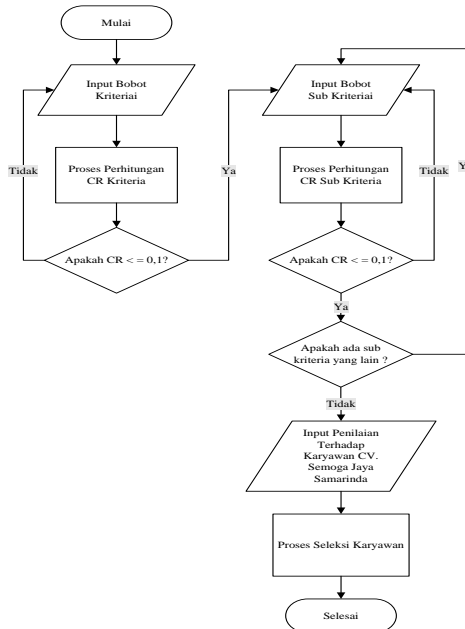 Mulai
Input Bobot
Kriteriai
Proses Perhitungan
CR Kriteria
Apakah CR < = 0,1?
Tidak
Ya
Input Bobot
Sub Kriteriai
Proses Perhitungan
CR Sub Kriteria
Apakah CR < = 0,1?
Tidak
Ya
Apakah ada sub
kriteria yang lain ?
Tidak
Input Penilaian
Terhadap
Karyawan CV.
Semoga Jaya
Samarinda
Proses Seleksi Karyawan
Selesai